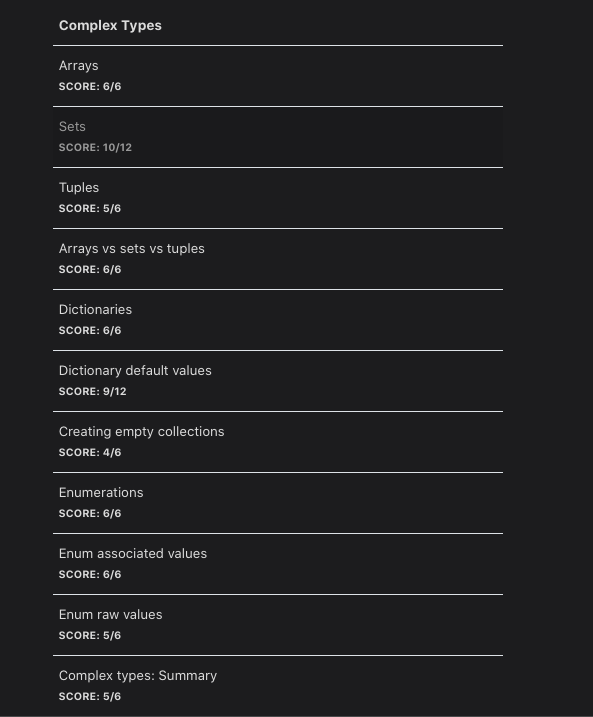 Complex Types
Arrays
SCORE: 6/6
Sets
SCORE: 10/12
Tuples
SCORE: 5/6
Arrays vs sets vs tuples
SCORE: 6/6
Dictionaries
SCORE: 6/6
Dictionary default values
SCORE: 9/12
Creating empty collections
SCORE: 4/6
Enumerations
SCORE: 6/6
Enum associated values
SCORE: 6/6
Enum raw values
SCORE: 5/6
Complex types: Summary
SCORE: 5/6